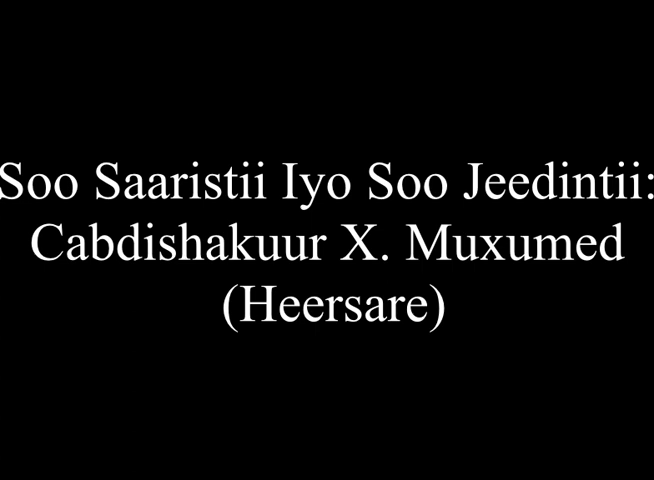 Soo Saaristii Iyo Soo Jeedintii:
Cabdishakuur X. Muxumed
(Heersare)